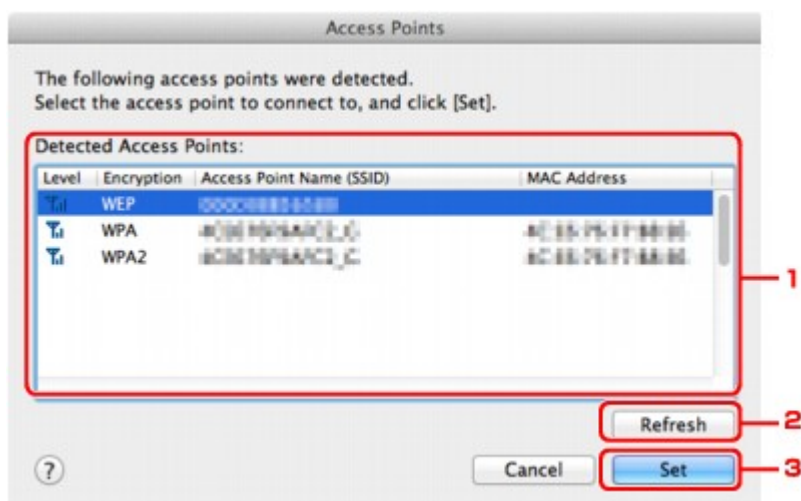 Access Points
The following access points were detected.
Select the access point to connect to, and click [Set].
Detected Access Points:
Level Encryption Access Point Name (SSID) MAC Address
WEP
WPA
WPA2
1
Refresh
2
?
Cancel
Set
3